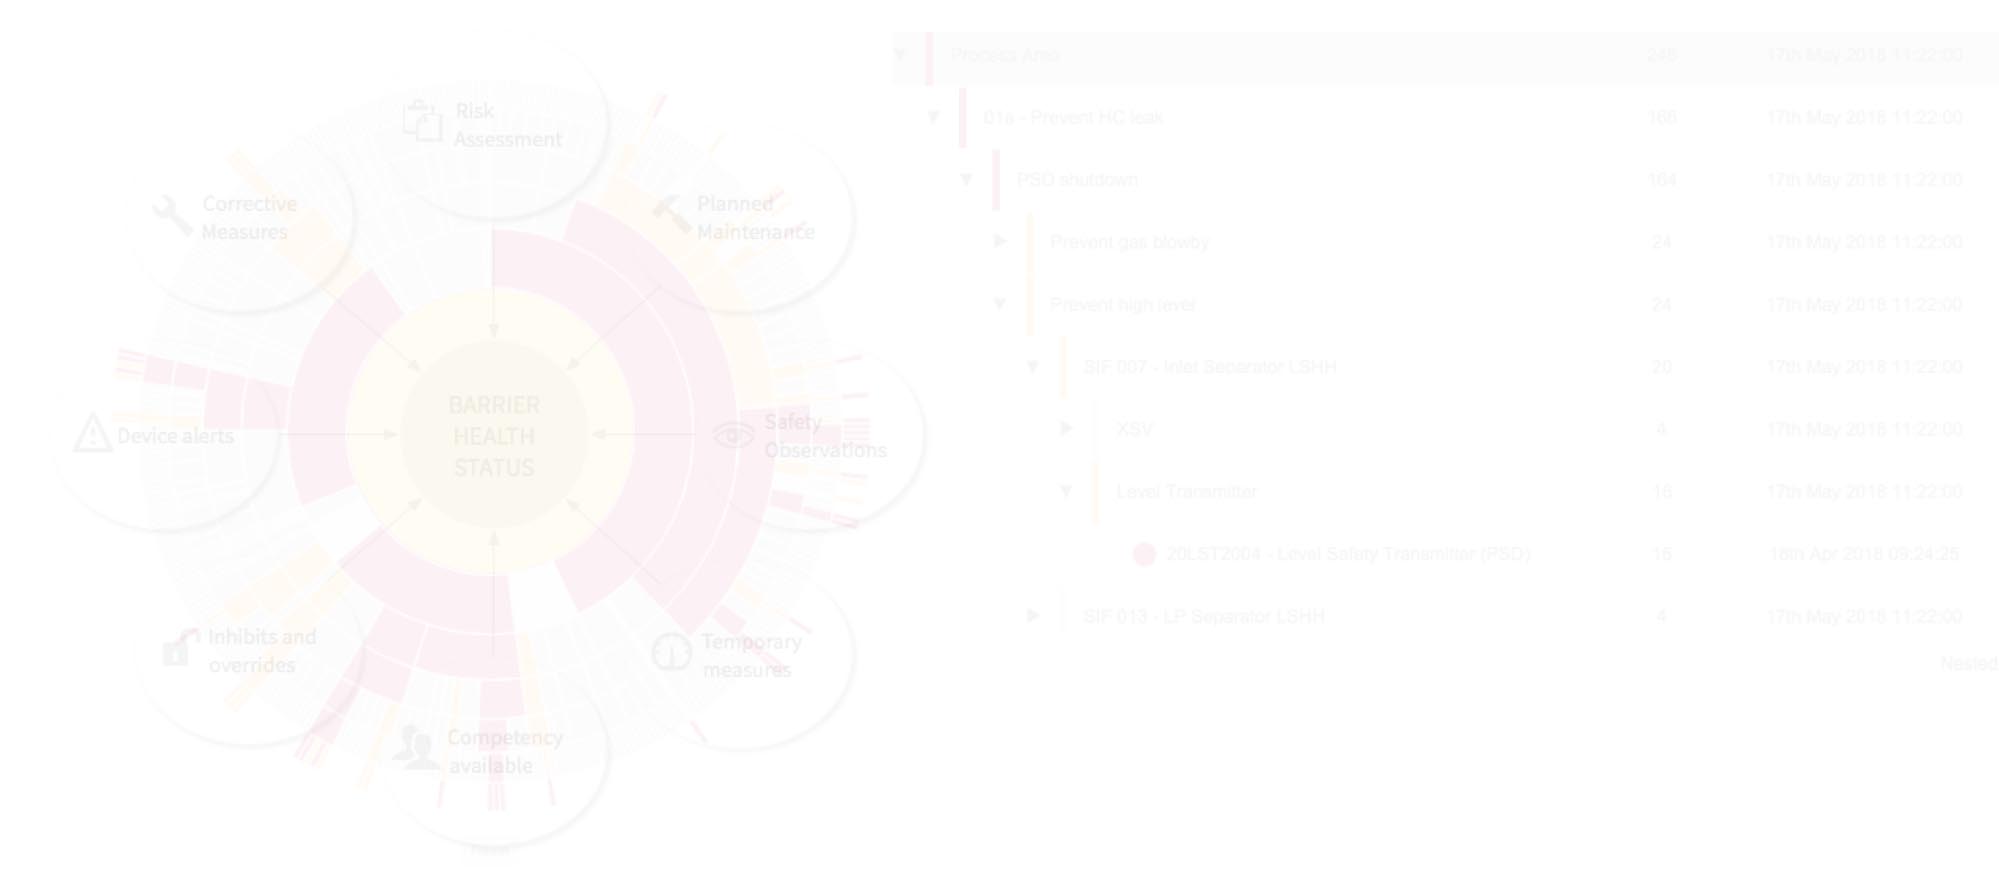 Risk
Assessment
Corrective
Measures
Planned
Maintenance
Device alerts
BARRIER
HEALTH
STATUS
Safety
Observations
Inhibits and
overrides
Temporary
measures
Competency
available
Process Area 246 17th May 2018 11:22:00
01a - Prevent HC leak 166 17th May 2018 11:22:00
PSD shutdown 164 17th May 2018 11:22:00
Prevent gas blowby 24 17th May 2018 11:22:00
Prevent high lever 24 17th May 2018 11:22:00
SIF 007 - Inlet Separator LSHH 20 17th May 2018 11:22:00
XSV 4 17th May 2018 11:22:00
Level Transmitter 16 17th May 2018 11:22:00
20LST2004 - Level Safety Transmitter (PSD) 16 16th Apr 2018 09:24:25
SIF 013 - LP Separator LSHH 4 17th May 2018 11:22:00
Nested